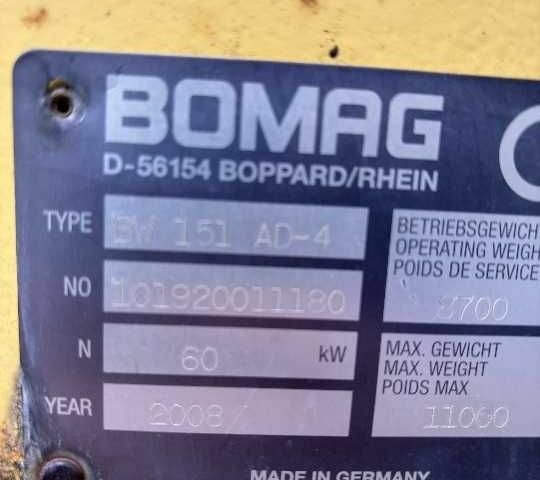 BOMAG
D-56154 BOPPARD/RHEIN
TYPE BW 151 AD-4
NO 101920011180
N 60 kW
YEAR 2008/
BETRIEBSGEWICH
OPERATING WEIGH
POIDS DE SERVICE
8700
MAX. GEWICHT
MAX. WEIGHT
POIDS MAX
11000
MADE IN GERMANY